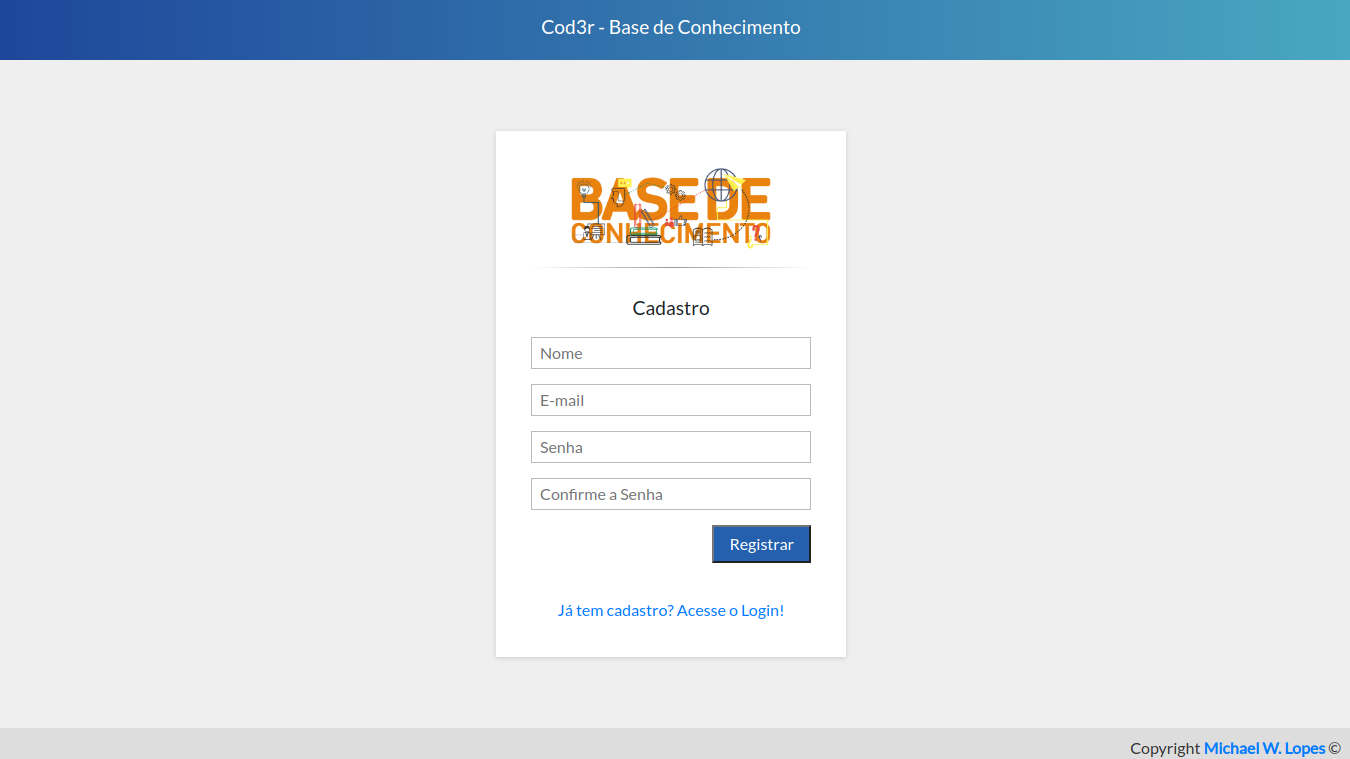 Cod3r - Base de Conhecimento
BASE DE
CONHECIMENTO
Cadastro
Nome
E-mail
Senha
Confirme a Senha
Registrar
Já tem cadastro? Acesse o Login!
Copyright Michael W. Lopes ©